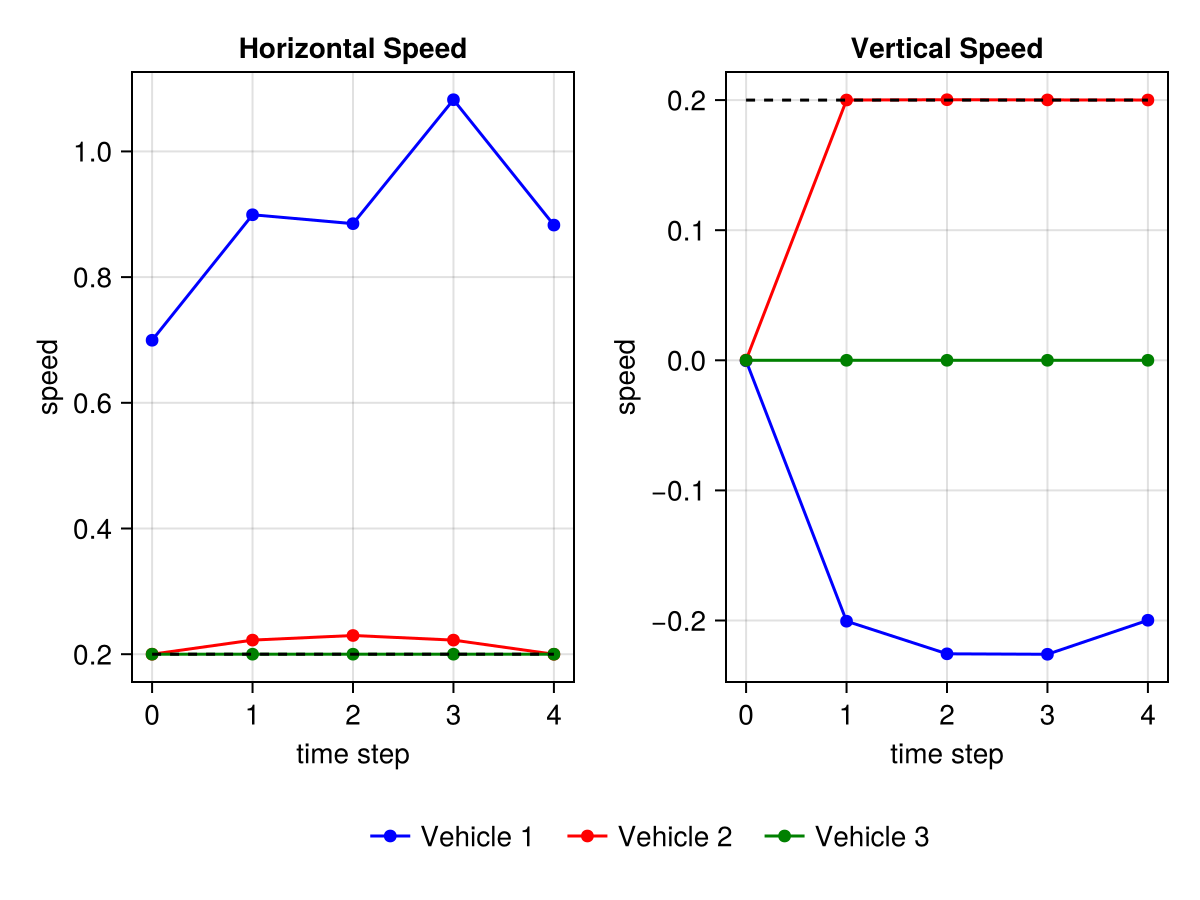 Horizontal Speed
speed
1.0
0.8
0.6
0.4
0.2
0 1 2 3 4
time step
Vertical Speed
speed
0.2
0.1
0.0
−0.1
−0.2
0 1 2 3 4
time step
Vehicle 1 Vehicle 2 Vehicle 3